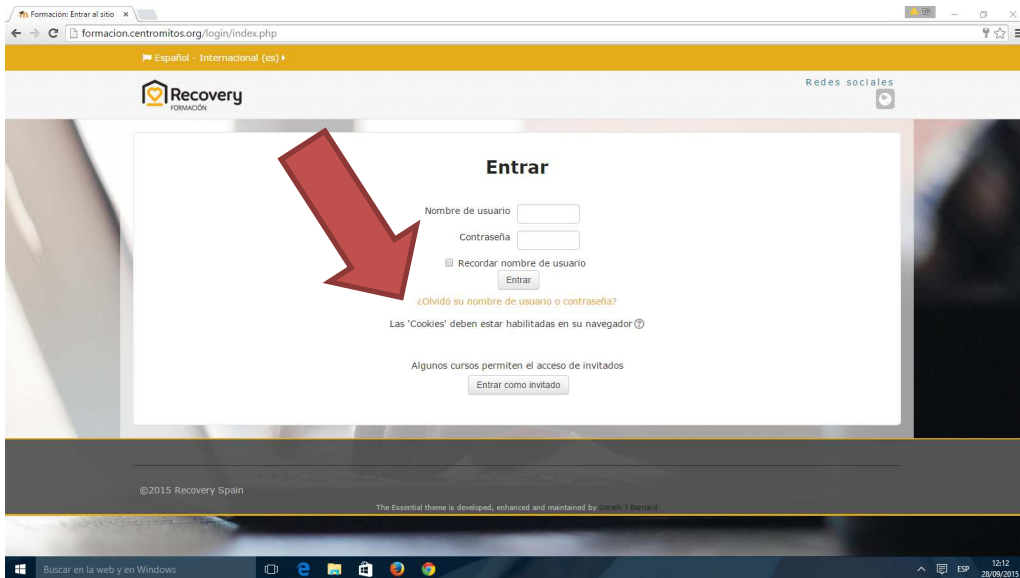 Formación: Entrar al sitio
formacion.centromitos.org/login/index.php
Español - Internacional (es)
Recovery
FORMACIÓN
Redes sociales
Entrar
Nombre de usuario
Contraseña
Recordar nombre de usuario
Entrar
¿Olvidó su nombre de usuario o contraseña?
Las 'Cookies' deben estar habilitadas en su navegador
Algunos cursos permiten el acceso de invitados
Entrar como invitado
©2015 Recovery Spain
The Essential theme is developed, enhanced and maintained by Gareth J Barnard
Buscar en la web y en Windows
ESP
12:12
28/09/2015